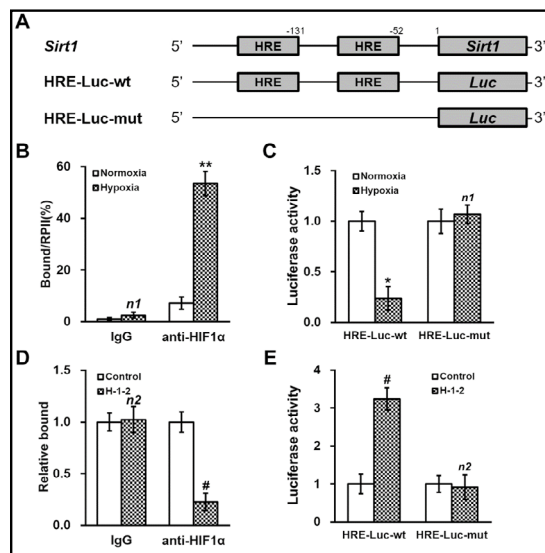 A
-131 -52 1
Sirt1 5' HRE HRE Sirt1 3'
HRE-Luc-wt 5' HRE HRE Luc 3'
HRE-Luc-mut 5' Luc 3'
B
Normoxia
Hypoxia
**
n1
Bound/RPII(%)
60
40
20
0
IgG anti-HIF1α
C
Normoxia
Hypoxia
n1
*
Luciferase activity
1.5
1.0
0.5
0.0
HRE-Luc-wt HRE-Luc-mut
D
Control
H-1-2
n2
#
Relative bound
1.5
1.0
0.5
0.0
IgG anti-HIF1α
E
Control
H-1-2
#
n2
Luciferase activity
4
3
2
1
0
HRE-Luc-wt HRE-Luc-mut